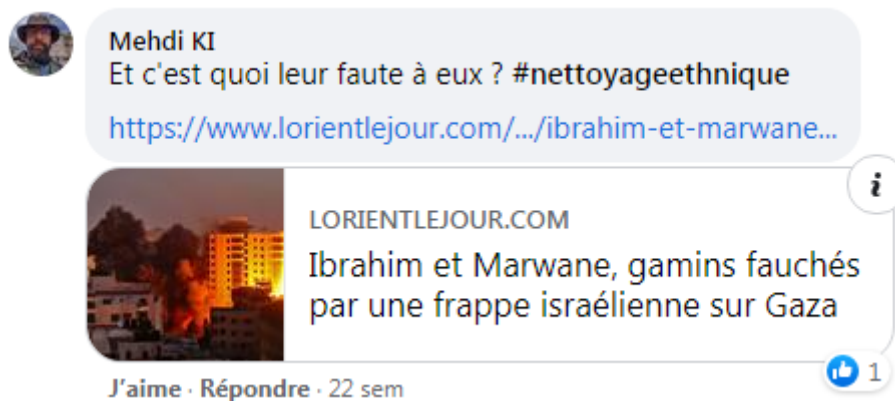 Mehdi KI
Et c'est quoi leur faute à eux ? #nettoyageethnique
https://www.lorientlejour.com/.../ibrahim-et-marwane...
i
LORIENTLEJOUR.COM
Ibrahim et Marwane, gamins fauchés
par une frappe israélienne sur Gaza
1
J'aime · Répondre · 22 sem